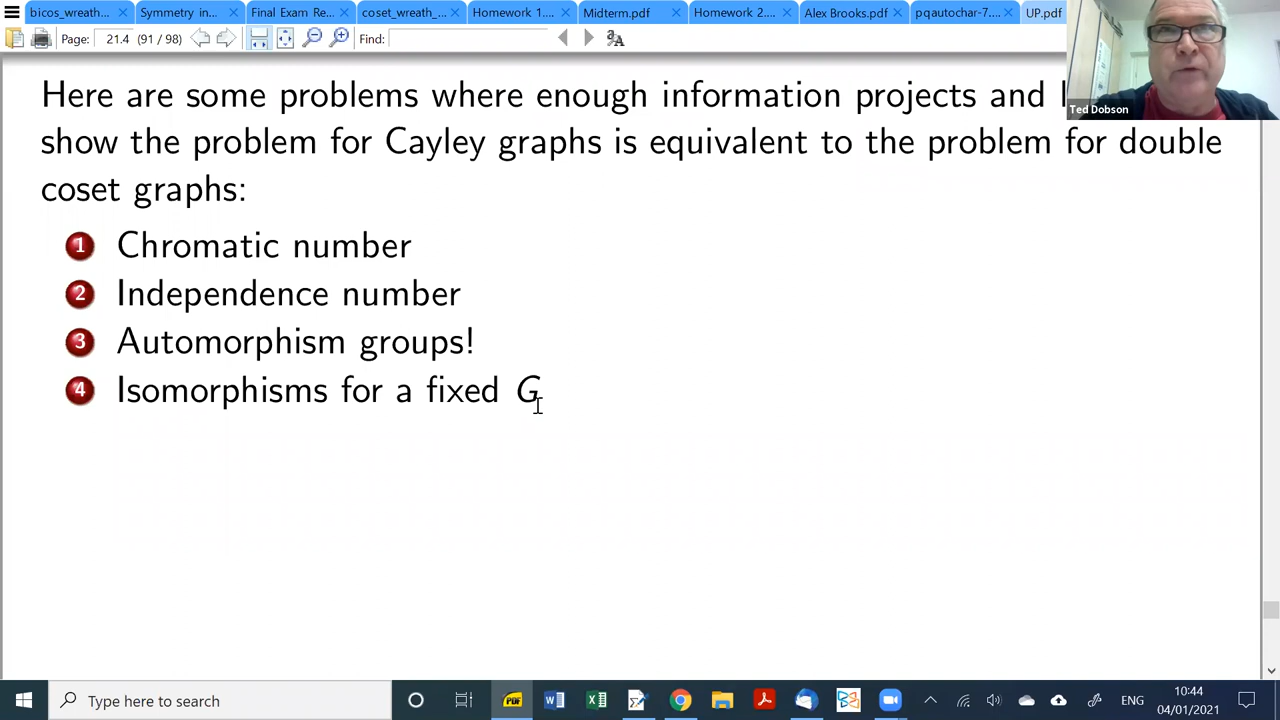 bicos_wreath...
Symmetry in...
Final Exam Re...
coset_wreath_...
Homework 1....
Midterm.pdf
Homework 2....
Alex Brooks.pdf
pqautochar-7....
UP.pdf
Page: 21.4 (91 / 98)
Find:
Ted Dobson
Here are some problems where enough information projects and
show the problem for Cayley graphs is equivalent to the problem for double
coset graphs:
1 Chromatic number
2 Independence number
3 Automorphism groups!
4 Isomorphisms for a fixed G
Type here to search
ENG
10:44
04/01/2021